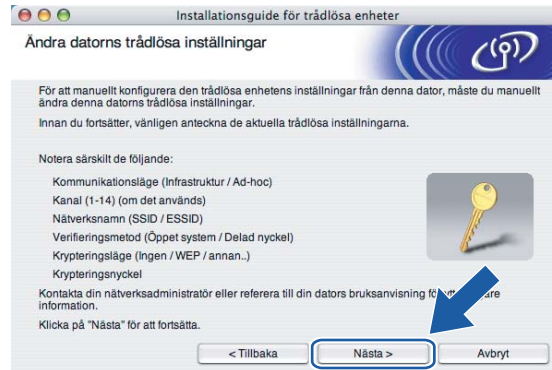 Installationsguide för trådlösa enheter
Ändra datorns trådlösa inställningar
För att manuellt konfigurera den trådlösa enhetens inställningar från denna dator, måste du manuellt
ändra denna datorns trådlösa inställningar.
Innan du fortsätter, vänligen anteckna de aktuella trådlösa inställningarna.
Notera särskilt de följande:
Kommunikationsläge (Infrastruktur / Ad-hoc)
Kanal (1-14) (om det används)
Nätverksnamn (SSID / ESSID)
Verifieringsmetod (Öppet system / Delad nyckel)
Krypteringsläge (Ingen / WEP / annan..)
Krypteringsnyckel
Kontakta din nätverksadministratör eller referera till din dators bruksanvisning
information.
Klicka på "Nästa" för att fortsätta.
< Tillbaka
Nästa >
Avbryt